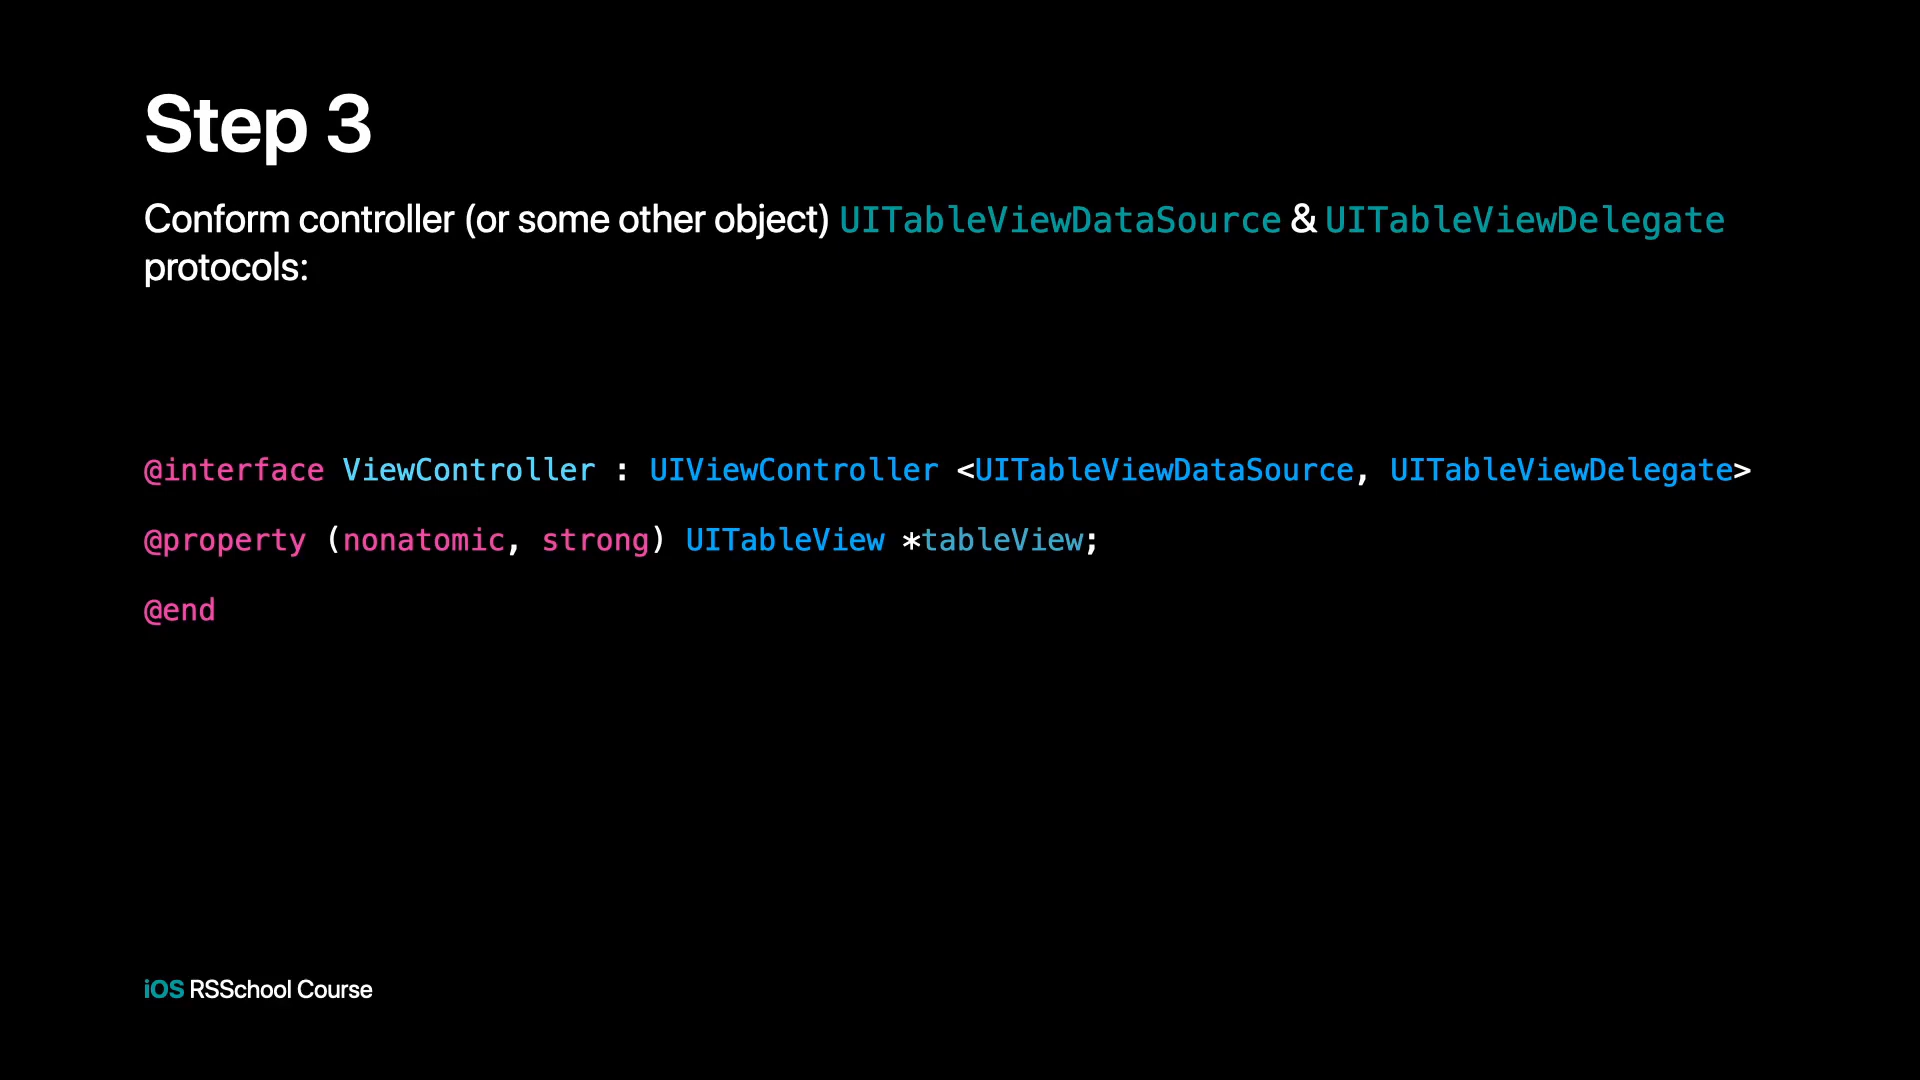 Step 3
Conform controller (or some other object) UITableViewDataSource & UITableViewDelegate
protocols:
@interface ViewController : UIViewController <UITableViewDataSource, UITableViewDelegate>
@property (nonatomic, strong) UITableView *tableView;
@end
iOS RSSchool Course